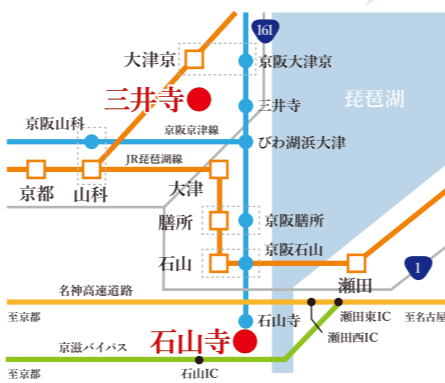 161
大津京
京阪大津京
三井寺
三井寺
琵琶湖
京阪山科
京阪京津線
びわ湖浜大津
JR琵琶湖線
京都
山科
大津
膳所
京阪膳所
京阪石山
石山
瀬田
1
名神高速道路
至京都
石山寺
石山寺
瀬田東IC
至名古屋
瀬田西IC
京滋バイパス
至京都
石山IC